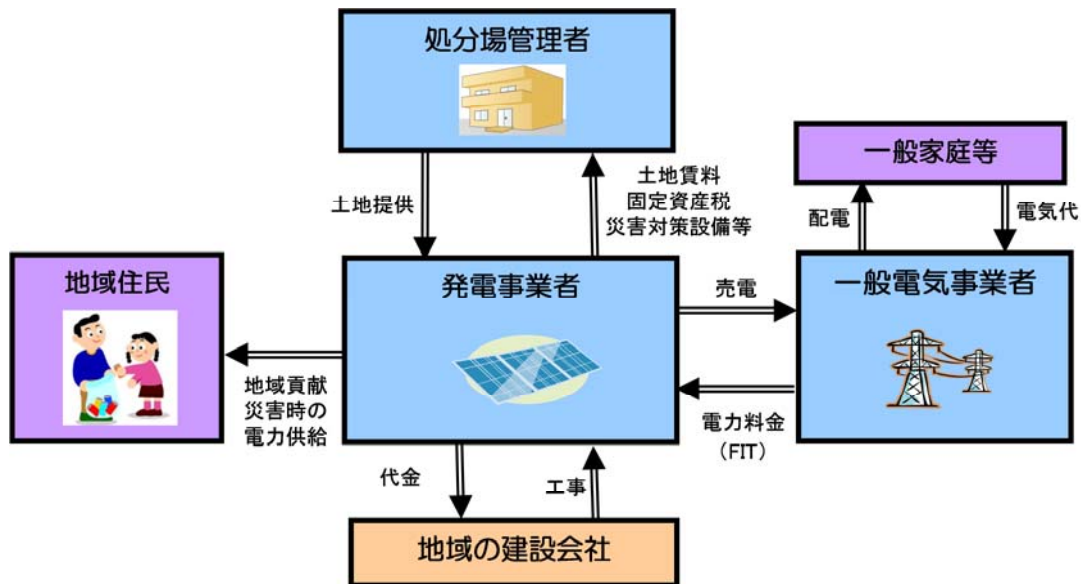 処分場管理者
土地提供
土地賃料
固定資産税
災害対策設備等
一般家庭等
配電
電気代
地域住民
発電事業者
売電
一般電気事業者
地域貢献
災害時の
電力供給
電力料金
（FIT）
代金
工事
地域の建設会社